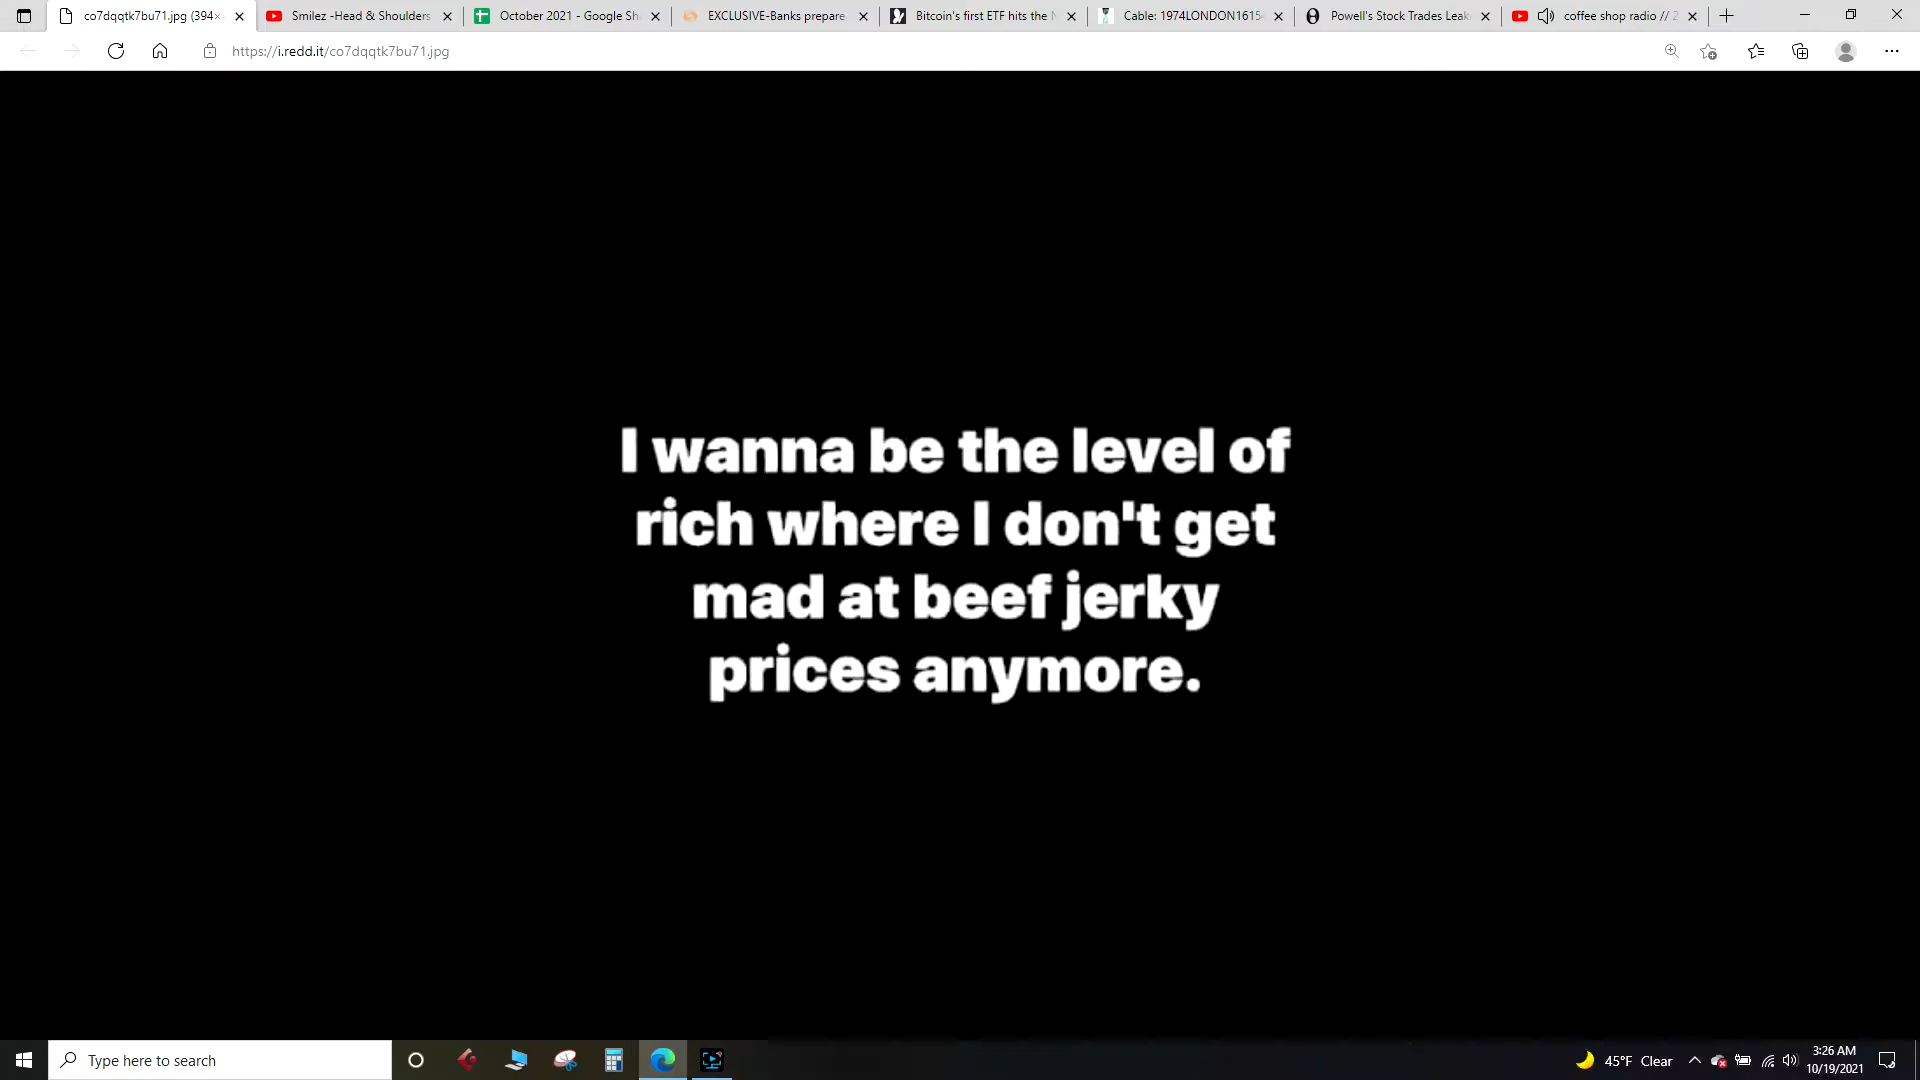 co7dqqtk7bu71.jpg (394×
Smilez -Head & Shoulders
October 2021 - Google Sh
EXCLUSIVE-Banks prepare
Bitcoin's first ETF hits the N
Cable: 1974LONDON1615
Powell's Stock Trades Leak
coffee shop radio // 2
https://i.redd.it/co7dqqtk7bu71.jpg
I wanna be the level of
rich where I don't get
mad at beef jerky
prices anymore.
Type here to search
45°F Clear
3:26 AM
10/19/2021